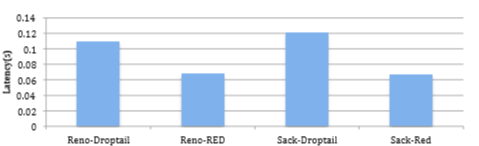 0.14
0.12
0.1
0.08
0.06
0.04
0.02
0
Latency(s)
Reno-Droptail
Reno-RED
Sack-Droptail
Sack-Red